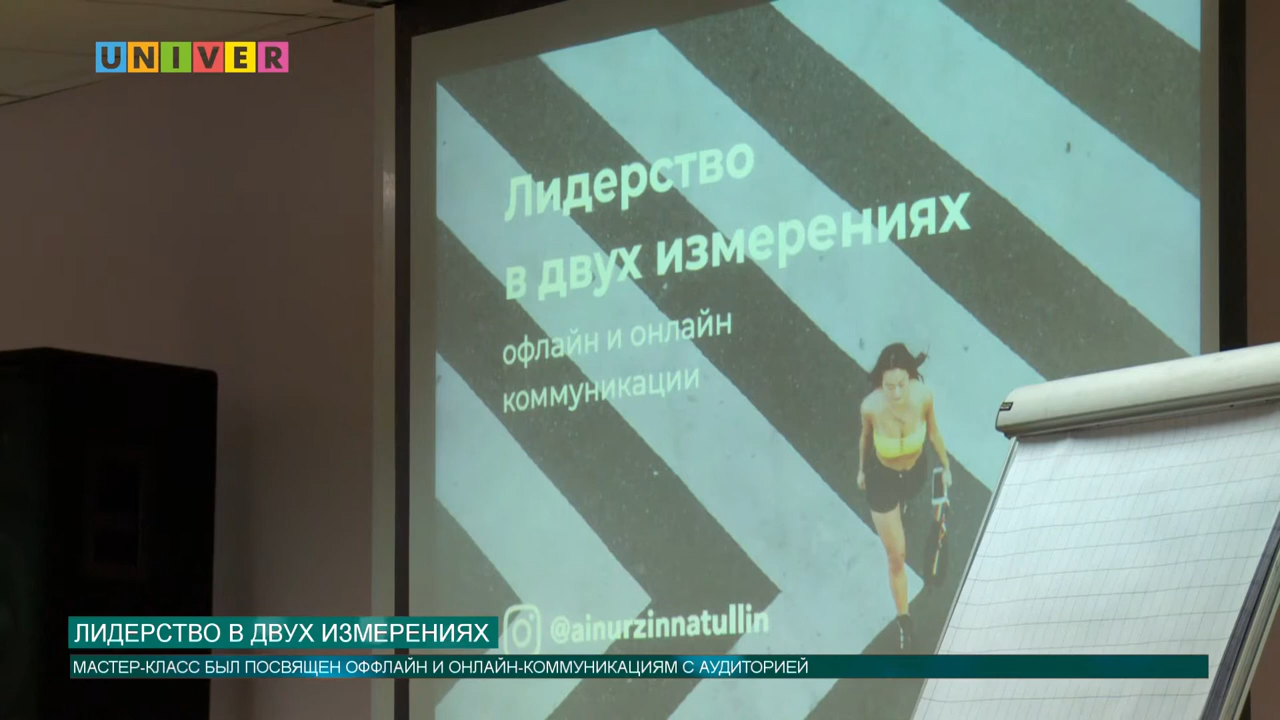 UNIVER
Лидерство
в двух измерениях
офлайн и онлайн
коммуникации
@ainurzinnatullin
ЛИДЕРСТВО В ДВУХ ИЗМЕРЕНИЯХ
МАСТЕР-КЛАСС БЫЛ ПОСВЯЩЕН ОФФЛАЙН И ОНЛАЙН-КОММУНИКАЦИЯМ С АУДИТОРИЕЙ